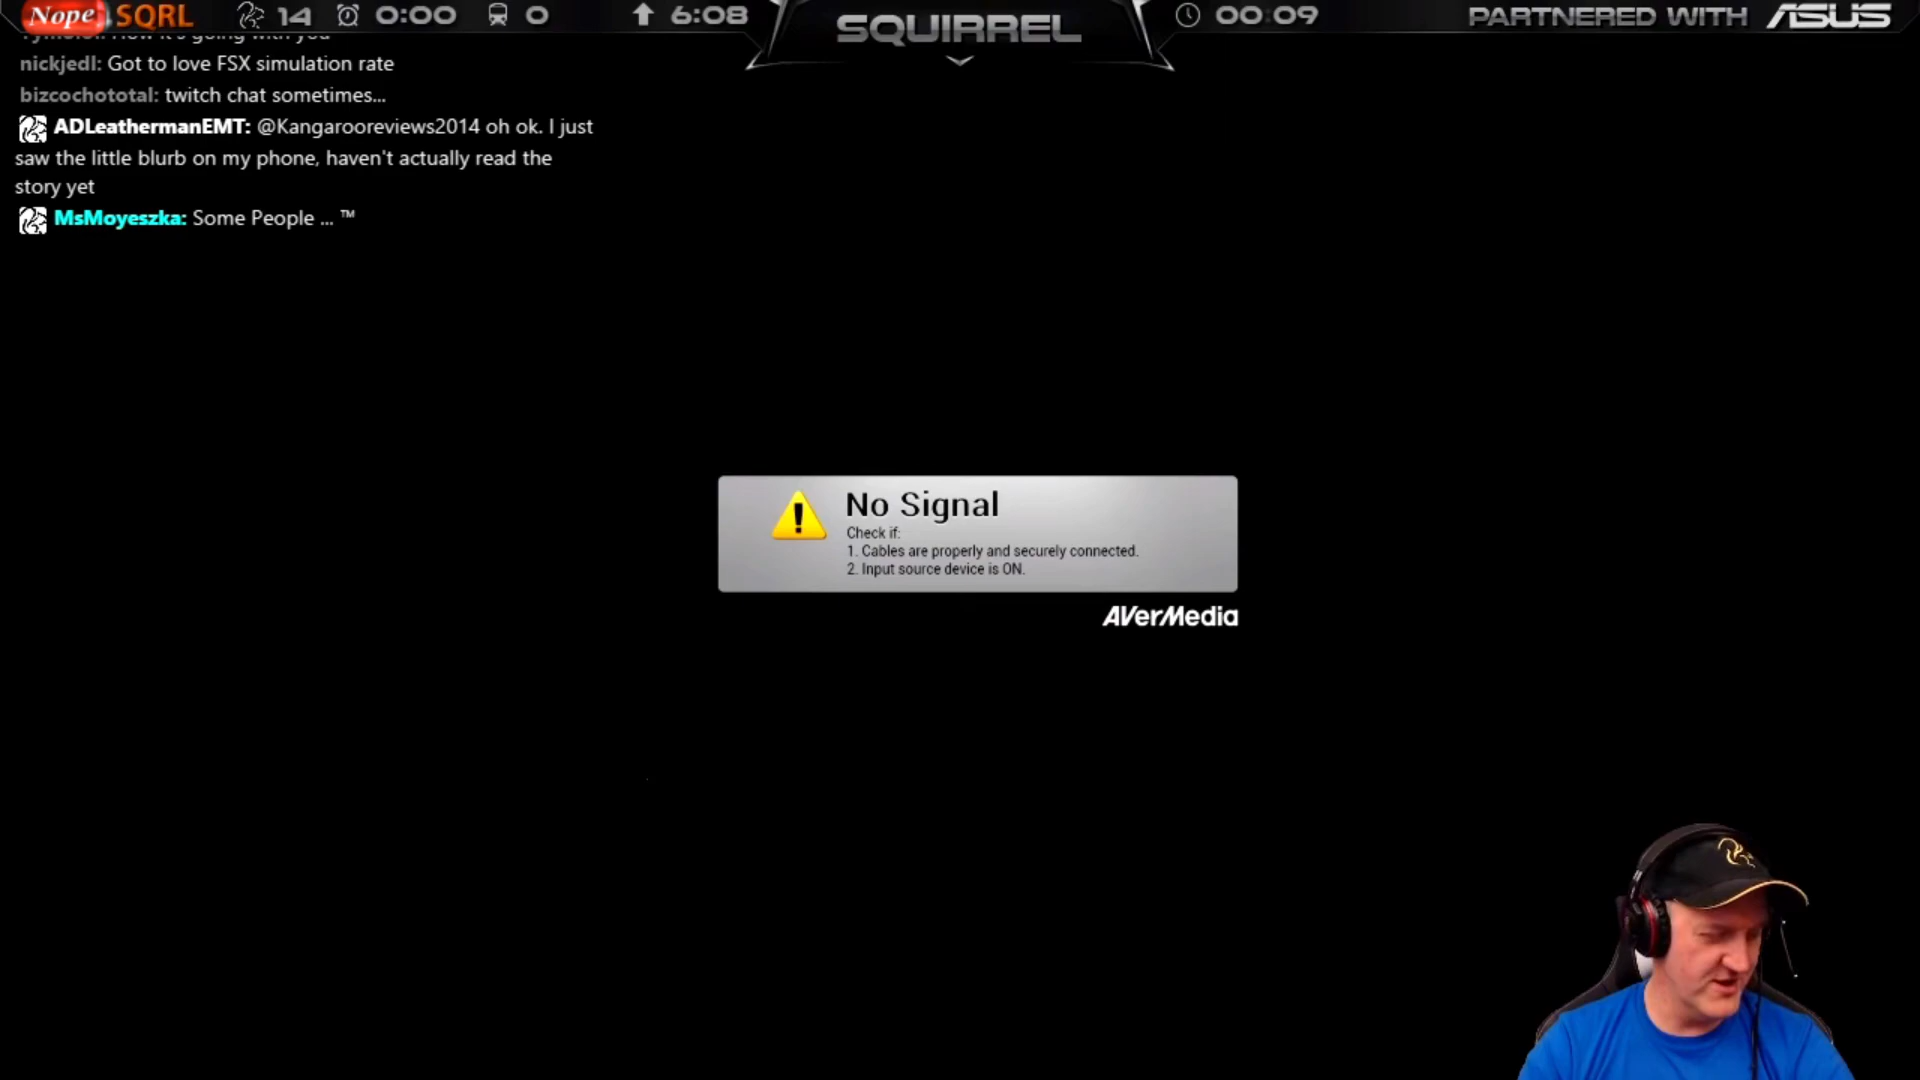 Nope SQRL 14 0:00 0 6:08 SQUIRREL 00:09 PARTNERED WITH ASUS
nickjedl: Got to love FSX simulation rate
bizcochototal: twitch chat sometimes...
ADLeathermanEMT: @Kangarooreviews2014 oh ok. I just
saw the little blurb on my phone, haven't actually read the
story yet
MsMoyeszka: Some People ... ™
No Signal
Check if:
1. Cables are properly and securely connected.
2. Input source device is ON.
AVerMedia